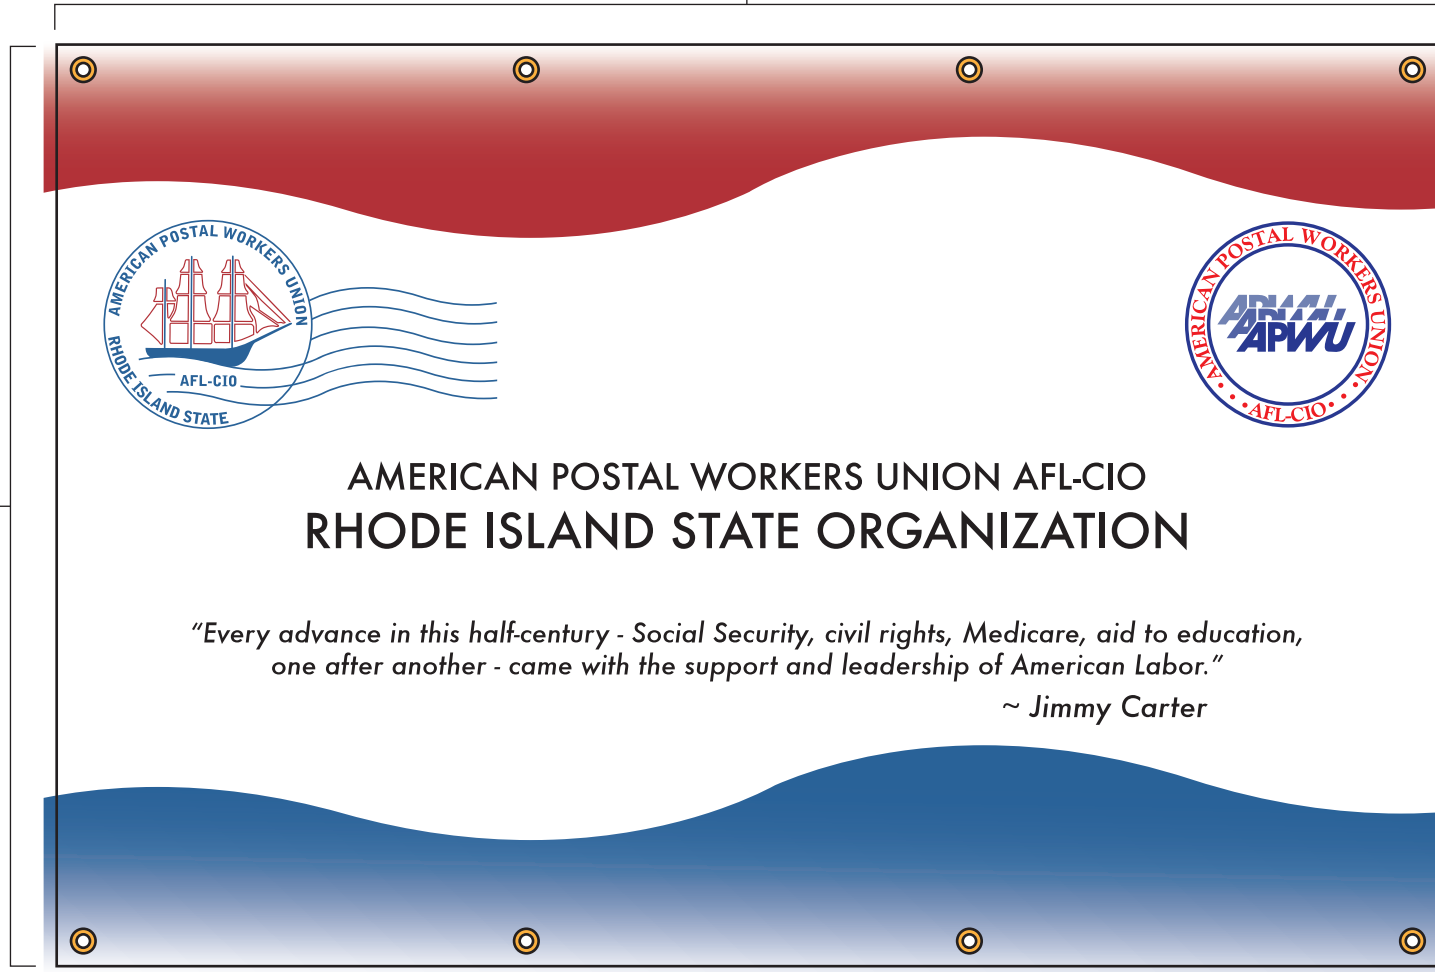 AMERICAN POSTAL WORKERS UNION
RHODE ISLAND STATE
AFL-CIO
AMERICAN POSTAL WORKERS UNION
APWU
AFL-CIO
AMERICAN POSTAL WORKERS UNION AFL-CIO
RHODE ISLAND STATE ORGANIZATION
“Every advance in this half-century - Social Security, civil rights, Medicare, aid to education,
one after another - came with the support and leadership of American Labor.”
~ Jimmy Carter